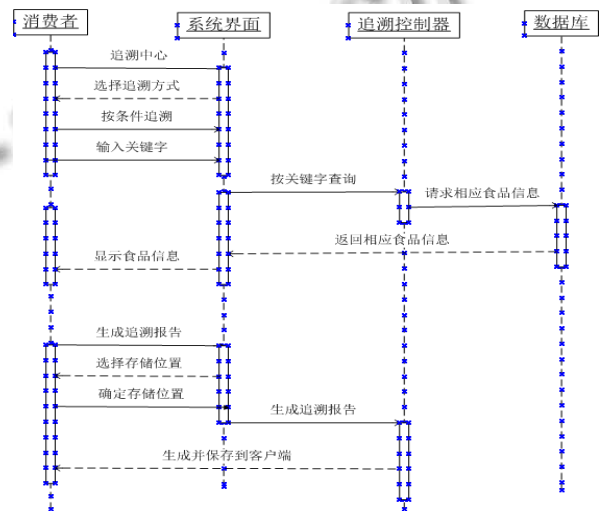 消费者
系统界面
追溯控制器
数据库
追溯中心
选择追溯方式
按条件追溯
输入关键字
按关键字查询
请求相应食品信息
返回相应食品信息
显示食品信息
生成追溯报告
选择存储位置
确定存储位置
生成追溯报告
生成并保存到客户端